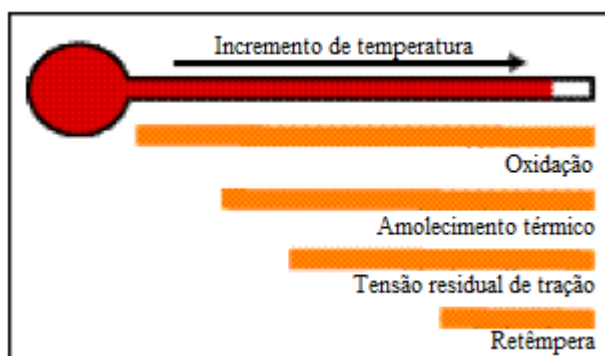 Incremento de temperatura
Oxidação
Amolecimento térmico
Tensão residual de tração
Retêmpera